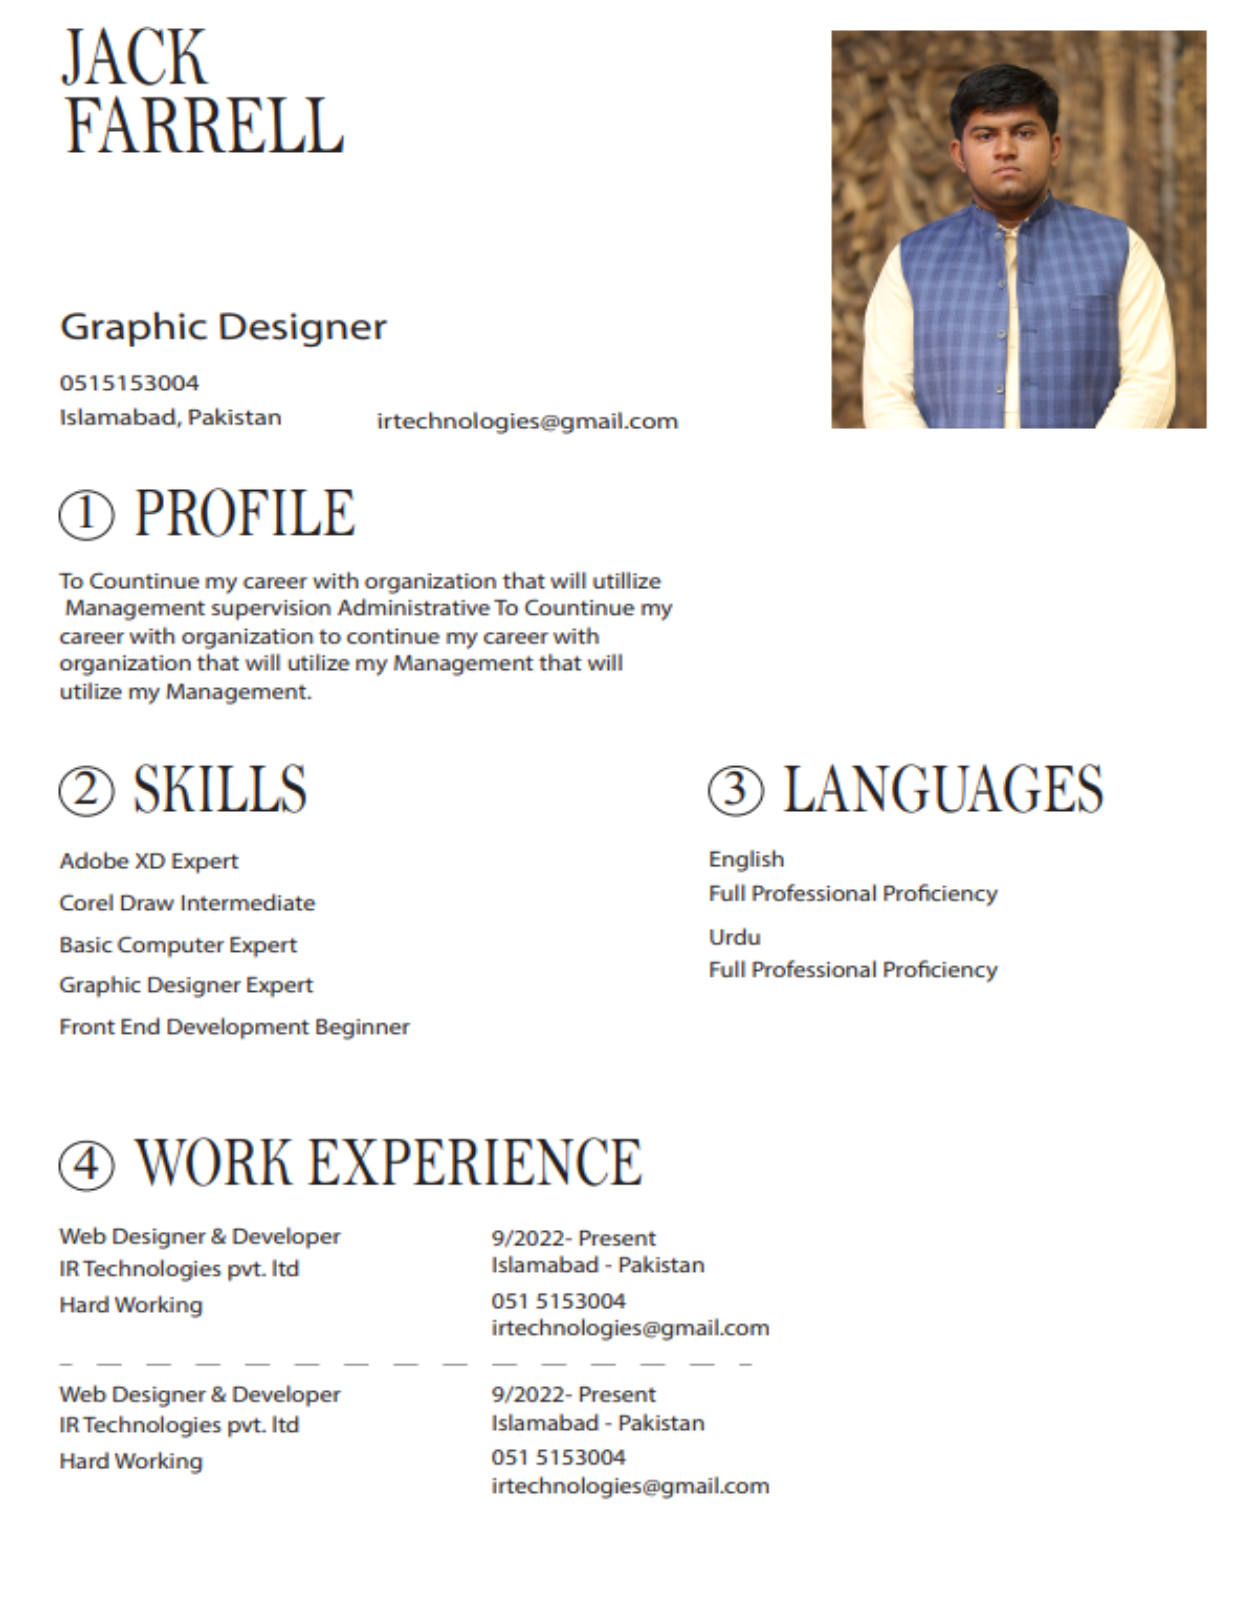 JACK
FARRELL
Graphic Designer
0515153004
Islamabad, Pakistan
irtechnologies@gmail.com
1 PROFILE
To Countinue my career with organization that will utillize
Management supervision Administrative To Countinue my
career with organization to continue my career with
organization that will utilize my Management that will
utilize my Management.
2 SKILLS
Adobe XD Expert
Corel Draw Intermediate
Basic Computer Expert
Graphic Designer Expert
Front End Development Beginner
3 LANGUAGES
English
Full Professional Proficiency
Urdu
Full Professional Proficiency
4 WORK EXPERIENCE
Web Designer & Developer
IR Technologies pvt. ltd
Hard Working
9/2022- Present
Islamabad - Pakistan
051 5153004
irtechnologies@gmail.com
Web Designer & Developer
IR Technologies pvt. ltd
Hard Working
9/2022- Present
Islamabad - Pakistan
051 5153004
irtechnologies@gmail.com